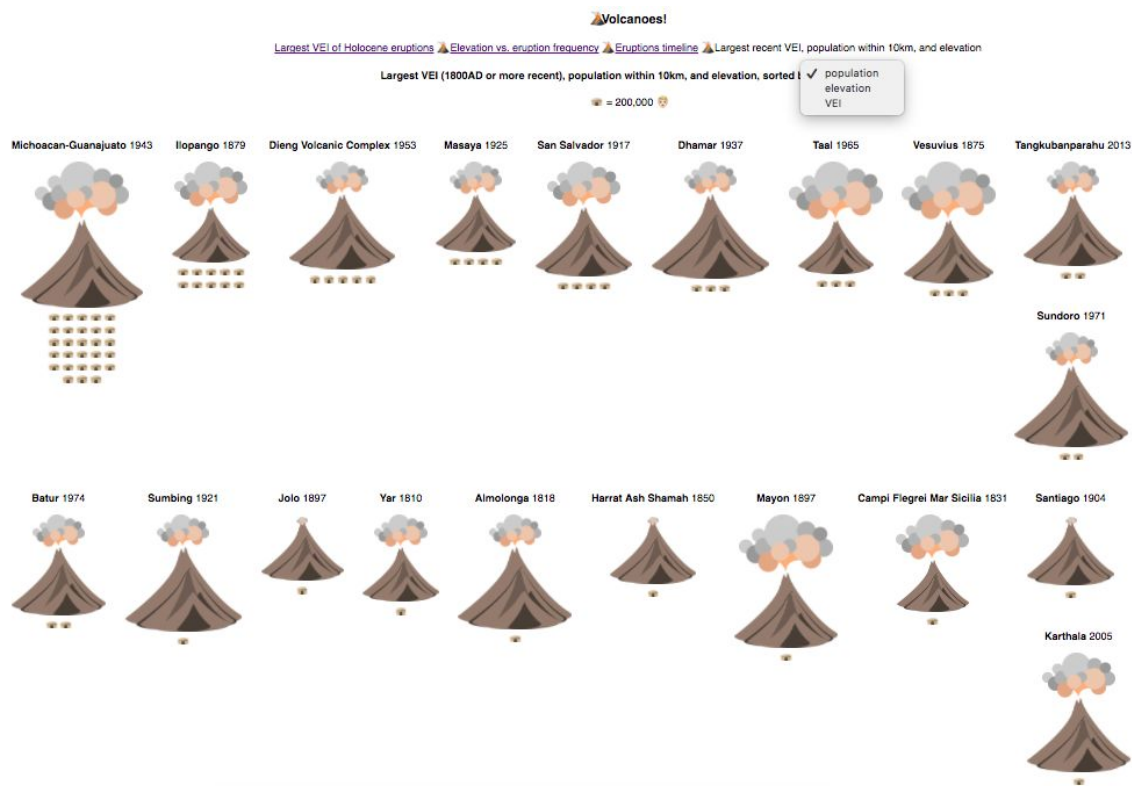 Volcanoes!
Largest VEI of Holocene eruptions Elevation vs. eruption frequency Eruptions timeline Largest recent VEI, population within 10km, and elevation
Largest VEI (1800AD or more recent), population within 10km, and elevation, sorted
✓ population
elevation
VEI
= 200,000
Michoacan-Guanajuato 1943 Ilopango 1879 Dieng Volcanic Complex 1953 Masaya 1925 San Salvador 1917 Dhamar 1937 Taal 1965 Vesuvius 1875 Tangkubanparahu 2013
Sundoro 1971
Batur 1974 Sumbing 1921 Jolo 1897 Yar 1810 Almolonga 1818 Harrat Ash Shamah 1850 Mayon 1897 Campi Flegrei Mar Sicilia 1831 Santiago 1904
Karthala 2005